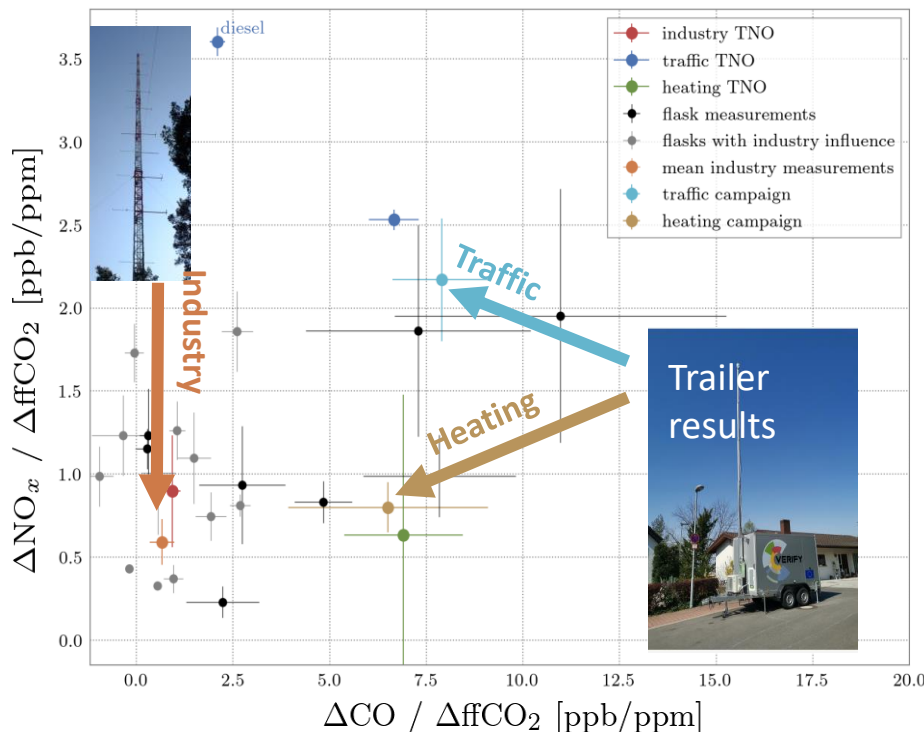 diesel
industry TNO
traffic TNO
heating TNO
flask measurements
flasks with industry influence
mean industry measurements
traffic campaign
heating campaign
3.5
3.0
2.5
2.0
1.5
1.0
0.5
0.0
ΔNOₓ / ΔffCO₂ [ppb/ppm]
Industry
Traffic
Heating
Trailer
results
VERIFY
0.0 2.5 5.0 7.5 10.0 12.5 15.0 17.5 20.0
ΔCO / ΔffCO₂ [ppb/ppm]